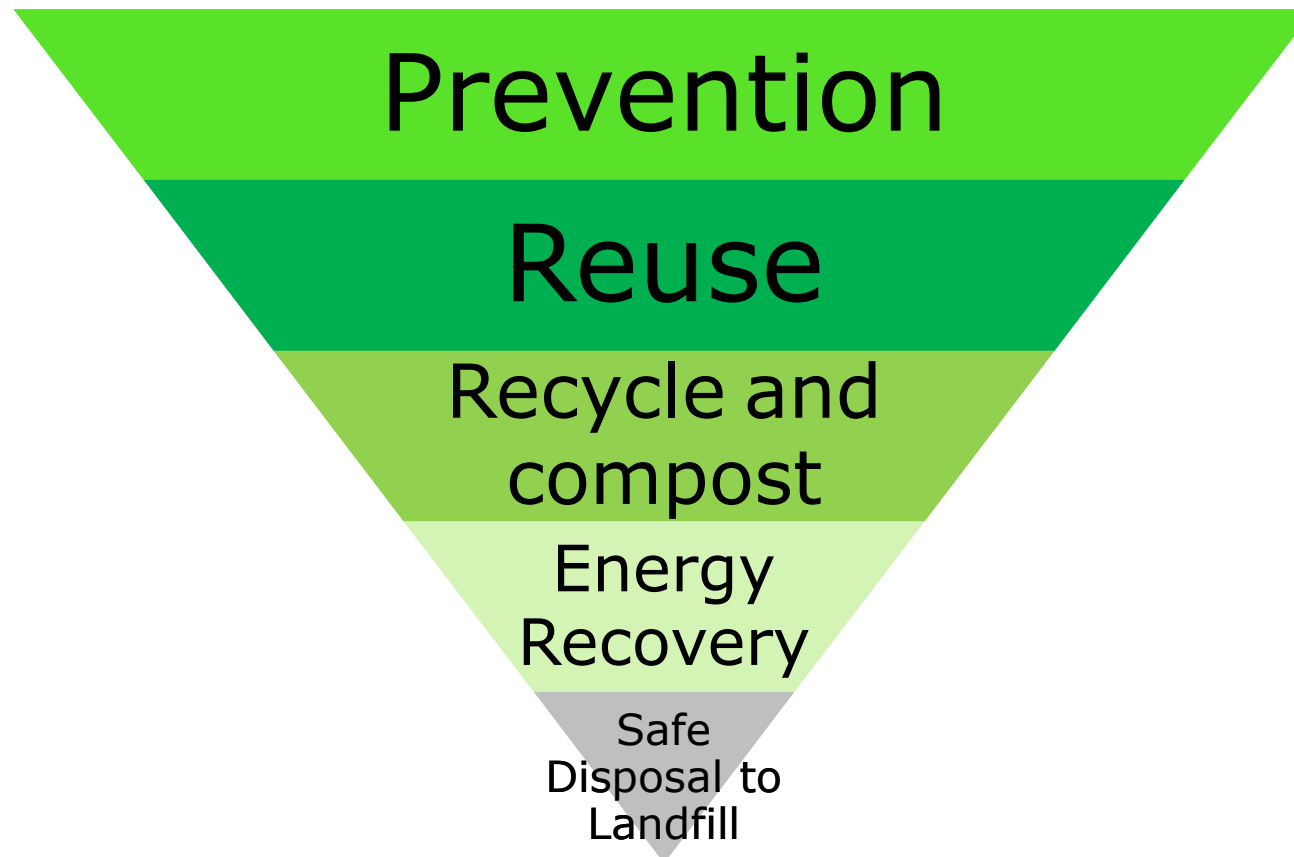 Prevention
Reuse
Recycle and
compost
Energy
Recovery
Safe
Disposal to
Landfill